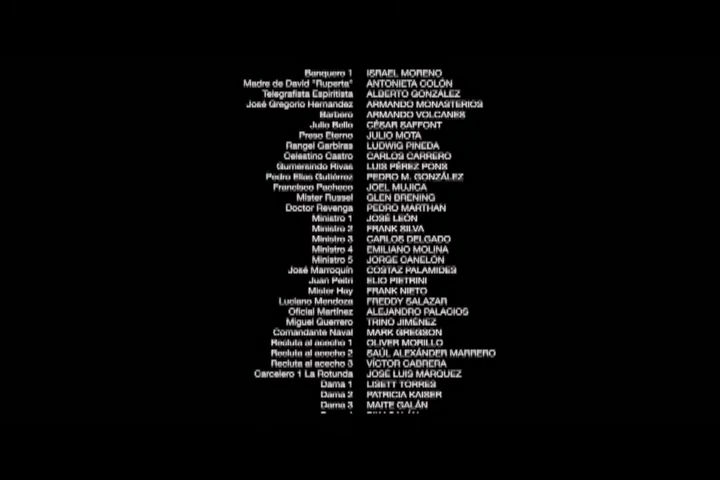 Banquero 1 ISRAEL MORENO
Madre de David "Ruperta" ANTONIETA COLÓN
Telegrafista Espiritista ALBERTO GONZÁLEZ
José Gregorio Hernandez ARMANDO MONASTERIOS
Barbero ARMANDO VOLCANES
Julio Bello CÉSAR SAFFONT
Preso Eterno JULIO MOTA
Rangel Garbiras LUDWIG PINEDA
Celestino Castro CARLOS CARRERO
Gumersindo Rivas LUIS PÉREZ PONS
Pedro Elias Gutiérrez PEDRO M. GONZÁLEZ
Francisco Pacheco JOEL MUJICA
Mister Russel GLEN BRENING
Doctor Revenga PEDRO MARTHAN
Ministro 1 JOSÉ LEÓN
Ministro 2 FRANK SILVA
Ministro 3 CARLOS DELGADO
Ministro 4 EMILIANO MOLINA
Ministro 5 JORGE CANELÓN
José Marroquín COSTAZ PALAMIDES
Juan Pietri ELIO PIETRINI
Mister Hay FRANK NIETO
Luciano Mendoza FREDDY SALAZAR
Oficial Martínez ALEJANDRO PALACIOS
Miguel Guerrero TRINO JIMÉNEZ
Comandante Naval MARK GREGSON
Recluta al acecho 1 OLIVER MORILLO
Recluta al acecho 2 SAÚL ALEXÁNDER MARRERO
Recluta al acecho 3 VÍCTOR CABRERA
Carcelero 1 La Rotunda JOSÉ LUIS MÁRQUEZ
Dama 1 LISETT TORRES
Dama 2 PATRICIA KAISER
Dama 3 MAITE GALÁN